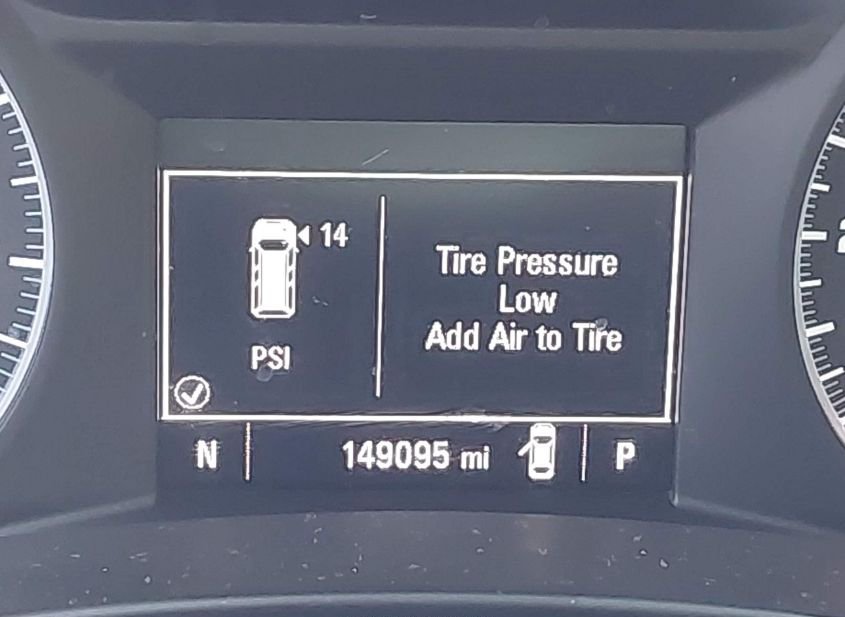 14
PSI
Tire Pressure
Low
Add Air to Tire
N 149095 mi P